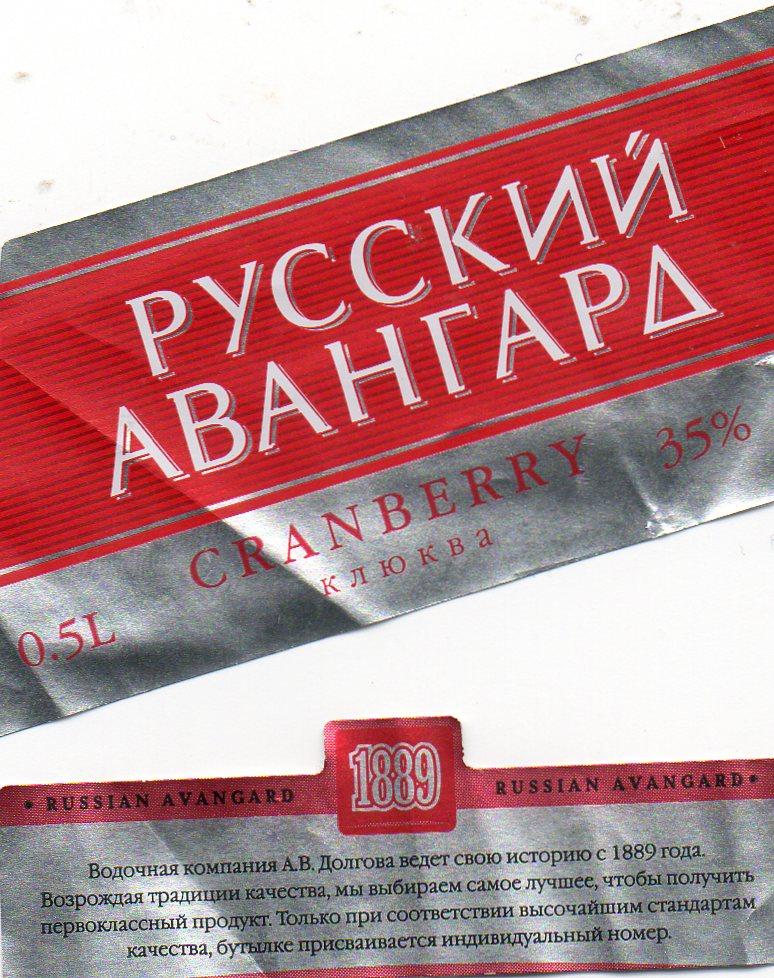 РУССКИЙ
АВАНГАРД
CRANBERRY 35%
клюква
0.5L
1889
• RUSSIAN AVANGARD RUSSIAN AVANGARD •
Водочная компания А.В. Долгова ведет свою историю с 1889 года.
Возрождая традиции качества, мы выбираем самое лучшее, чтобы получить
первоклассный продукт. Только при соответствии высочайшим стандартам
качества, бутылке присваивается индивидуальный номер.